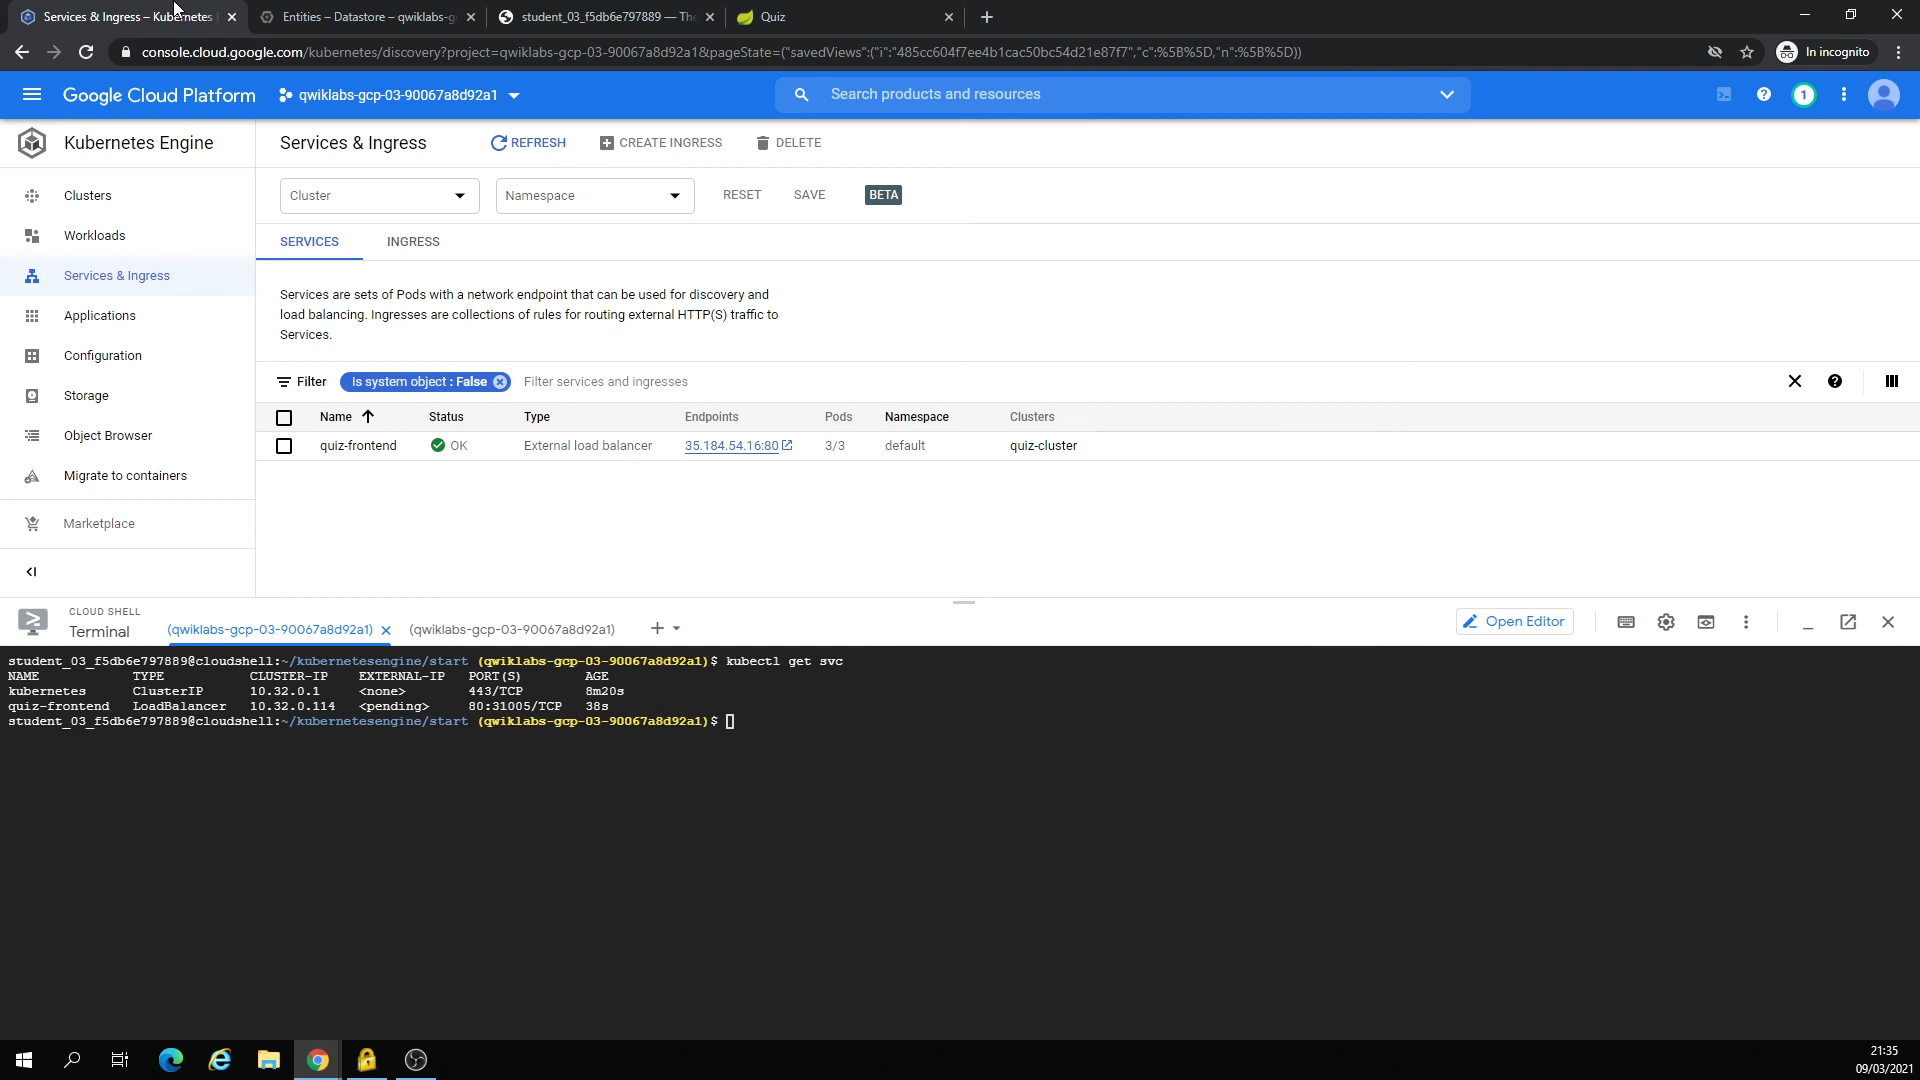 Services & Ingress – Kubernetes
Entities – Datastore – qwiklabs-g
student_03_f5db6e797889 — The
Quiz
console.cloud.google.com/kubernetes/discovery?project=qwiklabs-gcp-03-90067a8d92a1&pageState=("savedViews":("i":"485cc604f7ee4b1cac50bc54d21e87f7","c":%5B%5D,"n":%5B%5D))
In incognito
Google Cloud Platform
qwiklabs-gcp-03-90067a8d92a1
Search products and resources
1
Kubernetes Engine
Services & Ingress
REFRESH
CREATE INGRESS
DELETE
Clusters
Workloads
Services & Ingress
Applications
Configuration
Storage
Object Browser
Migrate to containers
Marketplace
Cluster
Namespace
RESET
SAVE
BETA
SERVICES
INGRESS
Services are sets of Pods with a network endpoint that can be used for discovery and
load balancing. Ingresses are collections of rules for routing external HTTP(S) traffic to
Services.
Filter
Is system object : False
Filter services and ingresses
Name Status Type Endpoints Pods Namespace Clusters
quiz-frontend OK External load balancer 35.184.54.16:80 3/3 default quiz-cluster
CLOUD SHELL
Terminal
(qwiklabs-gcp-03-90067a8d92a1)
(qwiklabs-gcp-03-90067a8d92a1)
Open Editor
student_03_f5db6e797889@cloudshell:~/kubernetesengine/start (qwiklabs-gcp-03-90067a8d92a1)$ kubectl get svc
NAME TYPE CLUSTER-IP EXTERNAL-IP PORT(S) AGE
kubernetes ClusterIP 10.32.0.1 <none> 443/TCP 8m20s
quiz-frontend LoadBalancer 10.32.0.114 <pending> 80:31005/TCP 38s
student_03_f5db6e797889@cloudshell:~/kubernetesengine/start (qwiklabs-gcp-03-90067a8d92a1)$
21:35
09/03/2021